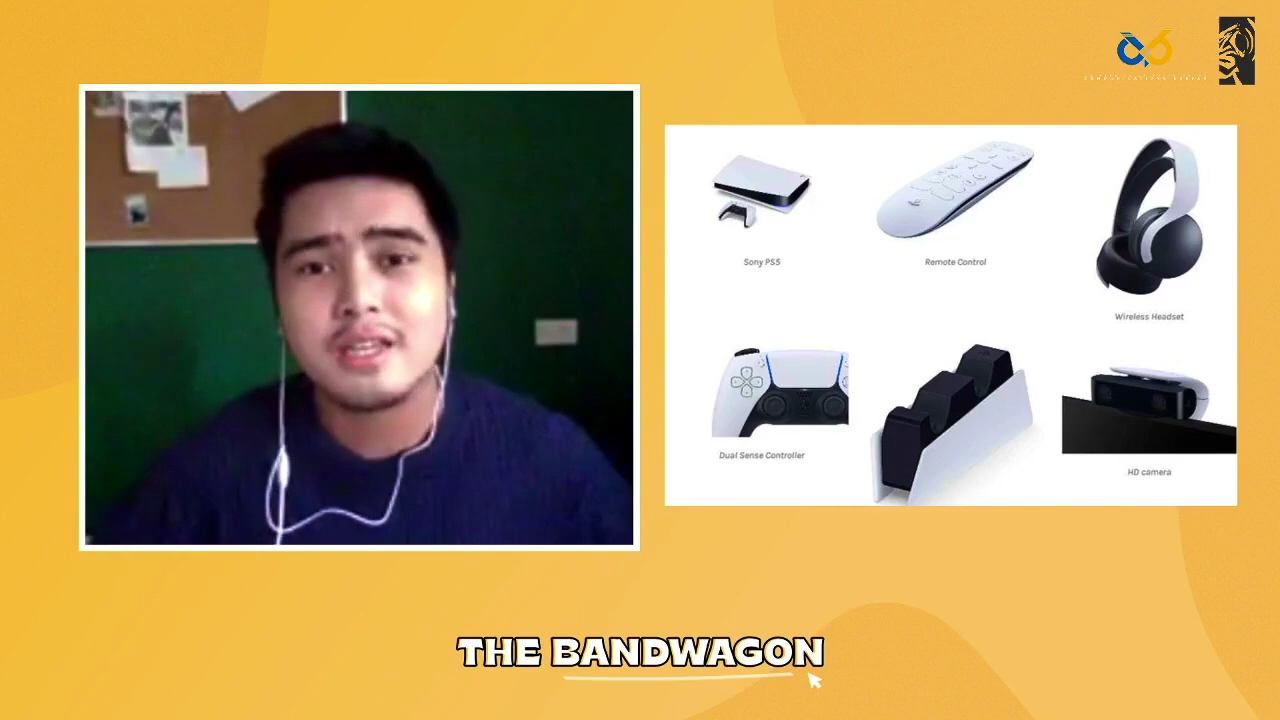 Sony PS5
Remote Control
Wireless Headset
Dual Sense Controller
HD camera
THE BANDWAGON